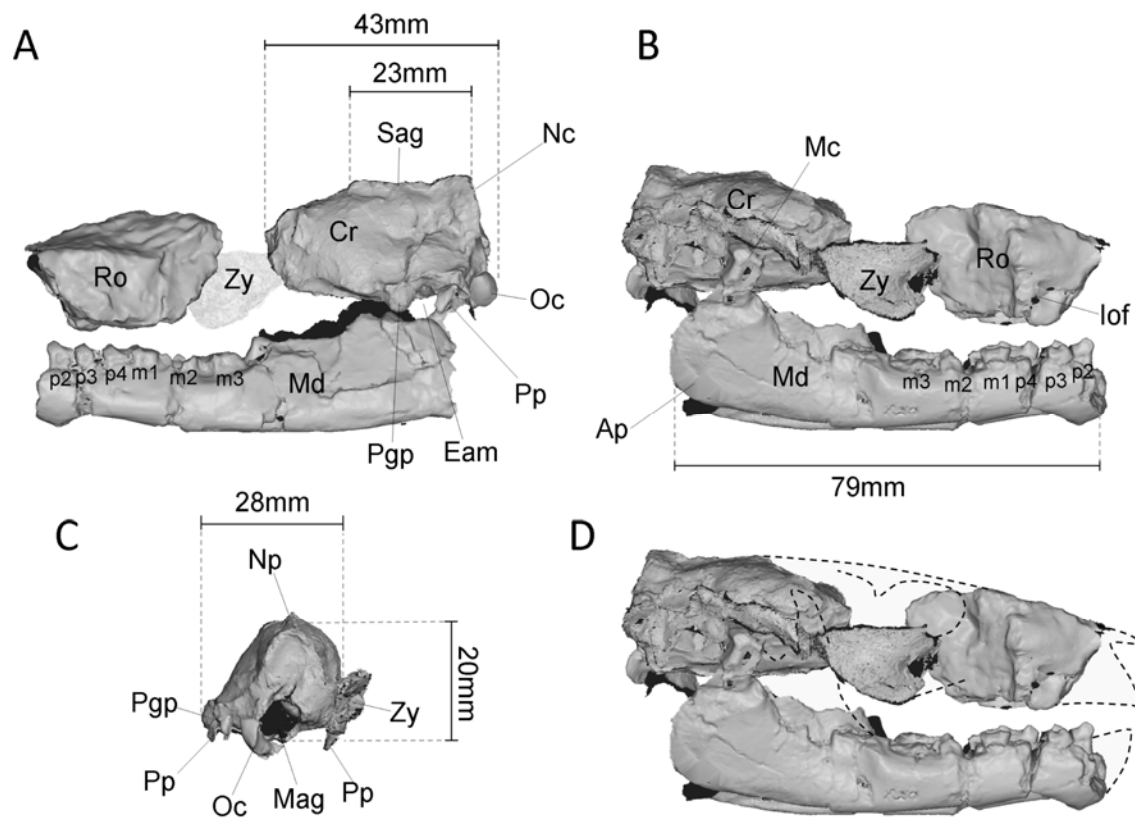 A
43mm
23mm
Sag
Nc
Cr
Ro
Zy
Oc
p2 p3 p4 m1 m2 m3
Md
Pp
Pgp
Eam
B
Mc
Cr
Ro
Zy
Iof
Md
m3 m2 m1 p4 p3 p2
Ap
79mm
C
28mm
Np
20mm
Pgp
Zy
Pp
Oc
Mag
Pp
D